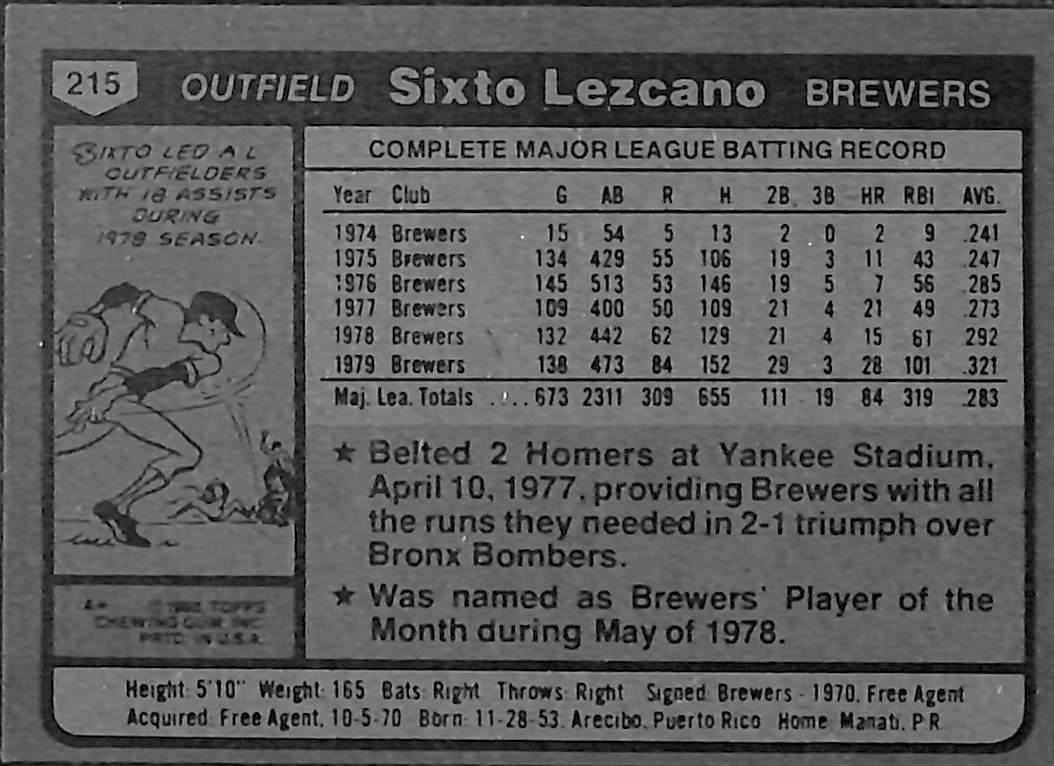 215 OUTFIELD Sixto Lezcano BREWERS
SIXTO LED A L
OUTFIELDERS
WITH 18 ASSISTS
DURING
1978 SEASON.
COMPLETE MAJOR LEAGUE BATTING RECORD
Year Club G AB R H 2B 3B HR RBI AVG.
1974 Brewers 15 54 5 13 2 0 2 9 .241
1975 Brewers 134 429 55 106 19 3 11 43 .247
1976 Brewers 145 513 53 146 19 5 7 56 .285
1977 Brewers 109 400 50 109 21 4 21 49 .273
1978 Brewers 132 442 62 129 21 4 15 61 .292
1979 Brewers 138 473 84 152 29 3 28 101 .321
Maj. Lea. Totals .... 673 2311 309 655 111 19 84 319 .283
★ Belted 2 Homers at Yankee Stadium,
April 10, 1977, providing Brewers with all
the runs they needed in 2-1 triumph over
Bronx Bombers.
★ Was named as Brewers' Player of the
Month during May of 1978.
© 1980 TOPPS
CHEWING GUM INC
PRTD. IN U.S.A.
Height: 5'10" Weight: 165 Bats: Right Throws: Right Signed: Brewers - 1970, Free Agent
Acquired: Free Agent, 10-5-70 Born: 11-28-53, Arecibo, Puerto Rico Home: Manati, P.R.